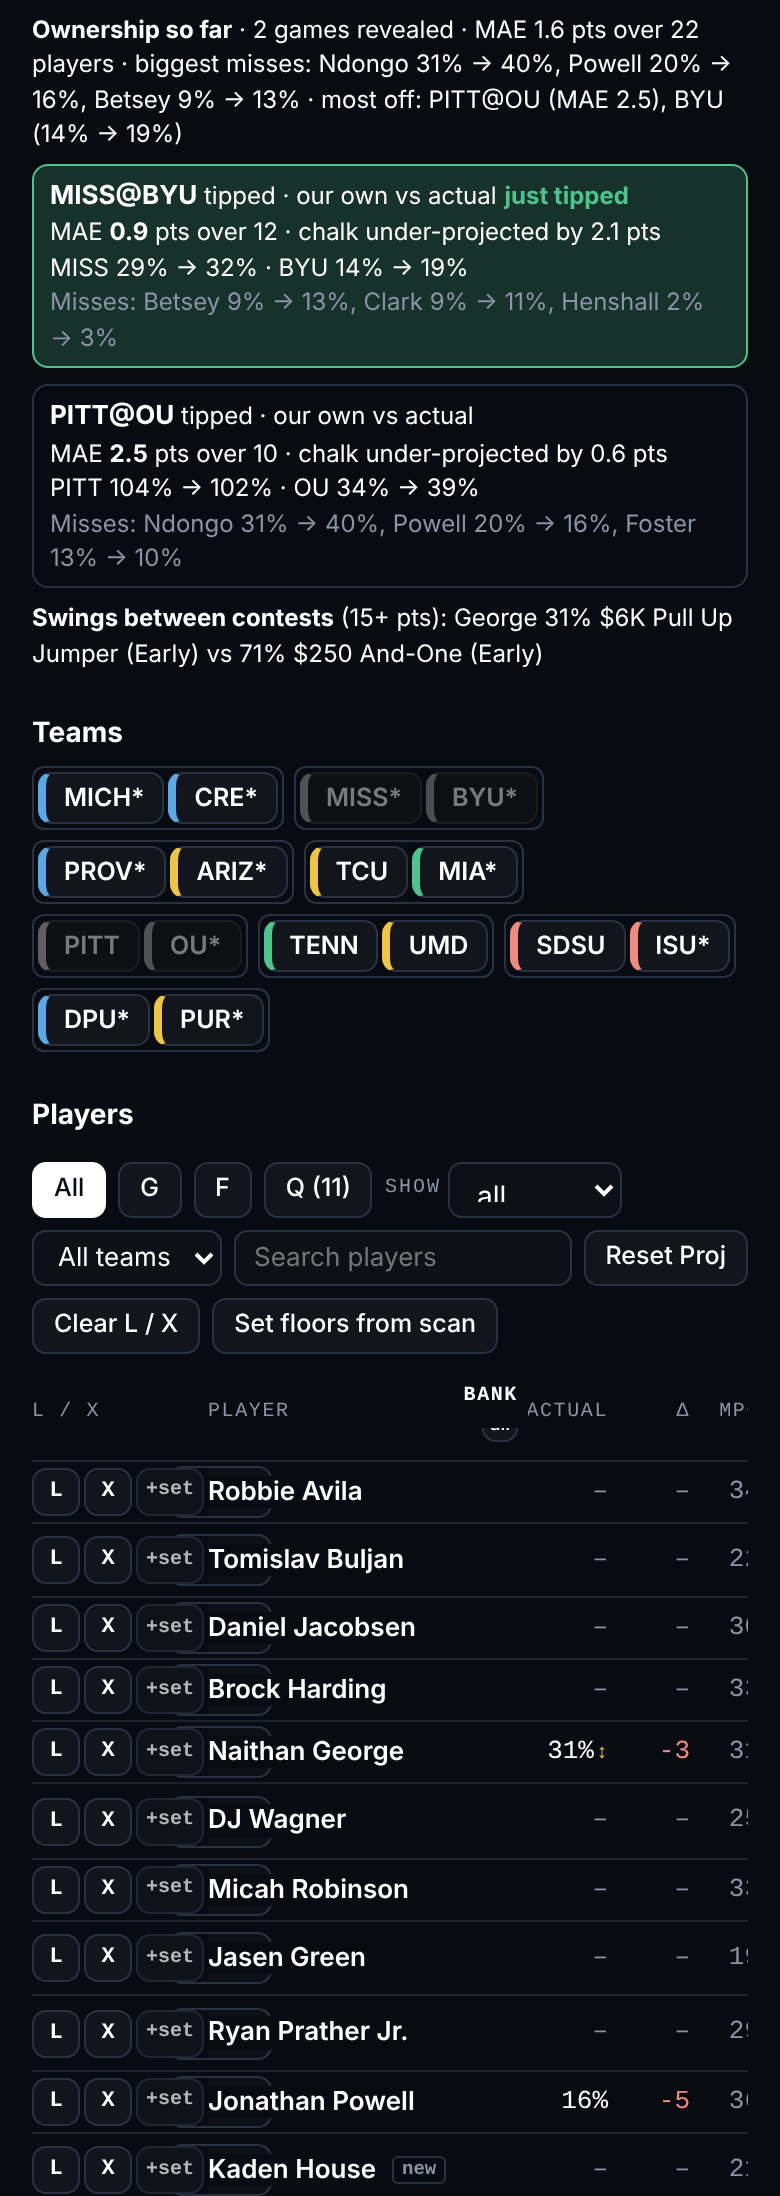 Ownership so far · 2 games revealed · MAE 1.6 pts over 22
players · biggest misses: Ndongo 31% → 40%, Powell 20% →
16%, Betsey 9% → 13% · most off: PITT@OU (MAE 2.5), BYU
(14% → 19%)
MISS@BYU tipped · our own vs actual just tipped
MAE 0.9 pts over 12 · chalk under-projected by 2.1 pts
MISS 29% → 32% · BYU 14% → 19%
Misses: Betsey 9% → 13%, Clark 9% → 11%, Henshall 2%
→ 3%
PITT@OU tipped · our own vs actual
MAE 2.5 pts over 10 · chalk under-projected by 0.6 pts
PITT 104% → 102% · OU 34% → 39%
Misses: Ndongo 31% → 40%, Powell 20% → 16%, Foster
13% → 10%
Swings between contests (15+ pts): George 31% $6K Pull Up
Jumper (Early) vs 71% $250 And-One (Early)
Teams
MICH* CRE* MISS* BYU*
PROV* ARIZ* TCU MIA*
PITT OU* TENN UMD SDSU ISU*
DPU* PUR*
Players
All G F Q (11) SHOW all
All teams Search players Reset Proj
Clear L / X Set floors from scan
L / X PLAYER BANK ACTUAL Δ
L X +set Robbie Avila – –
L X +set Tomislav Buljan – –
L X +set Daniel Jacobsen – –
L X +set Brock Harding – –
L X +set Naithan George 31%↕ -3
L X +set DJ Wagner – –
L X +set Micah Robinson – –
L X +set Jasen Green – –
L X +set Ryan Prather Jr. – –
L X +set Jonathan Powell 16% -5
L X +set Kaden House new – –